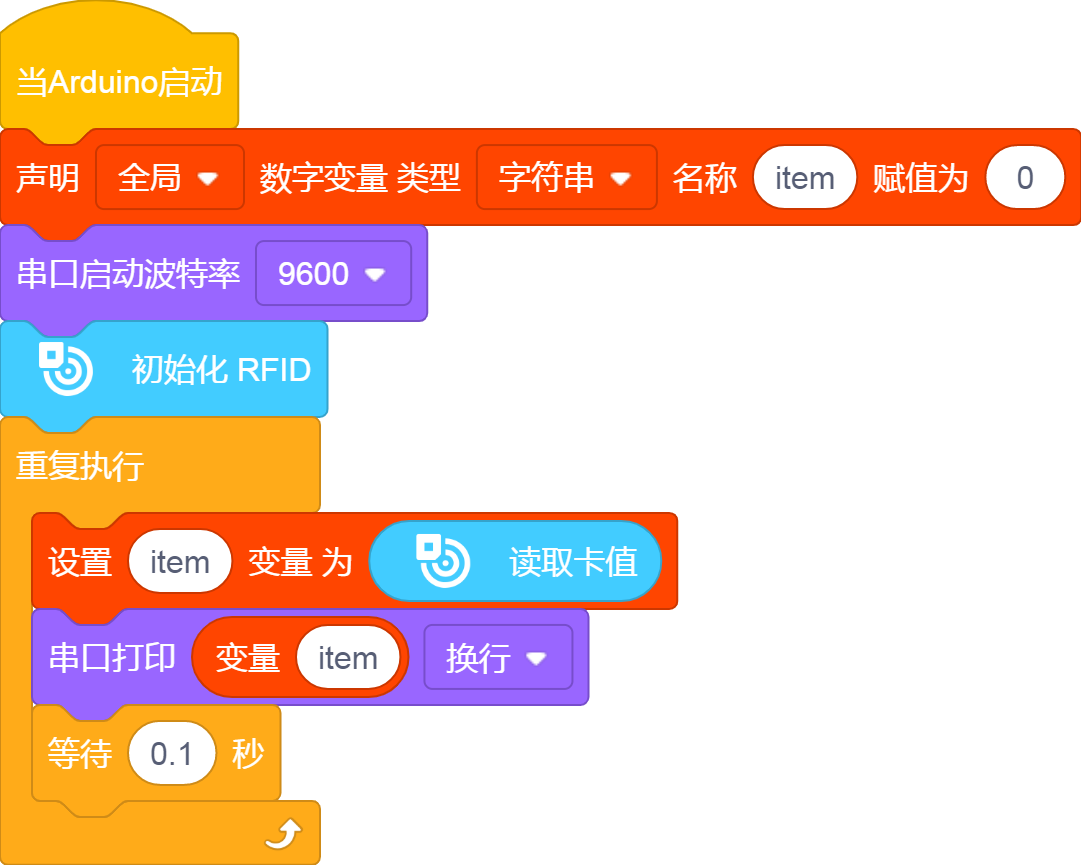 当Arduino启动
声明 全局 数字变量 类型 字符串 名称 item 赋值为 0
串口启动波特率 9600
初始化 RFID
重复执行
设置 item 变量 为 读取卡值
串口打印 变量 item 换行
等待 0.1 秒